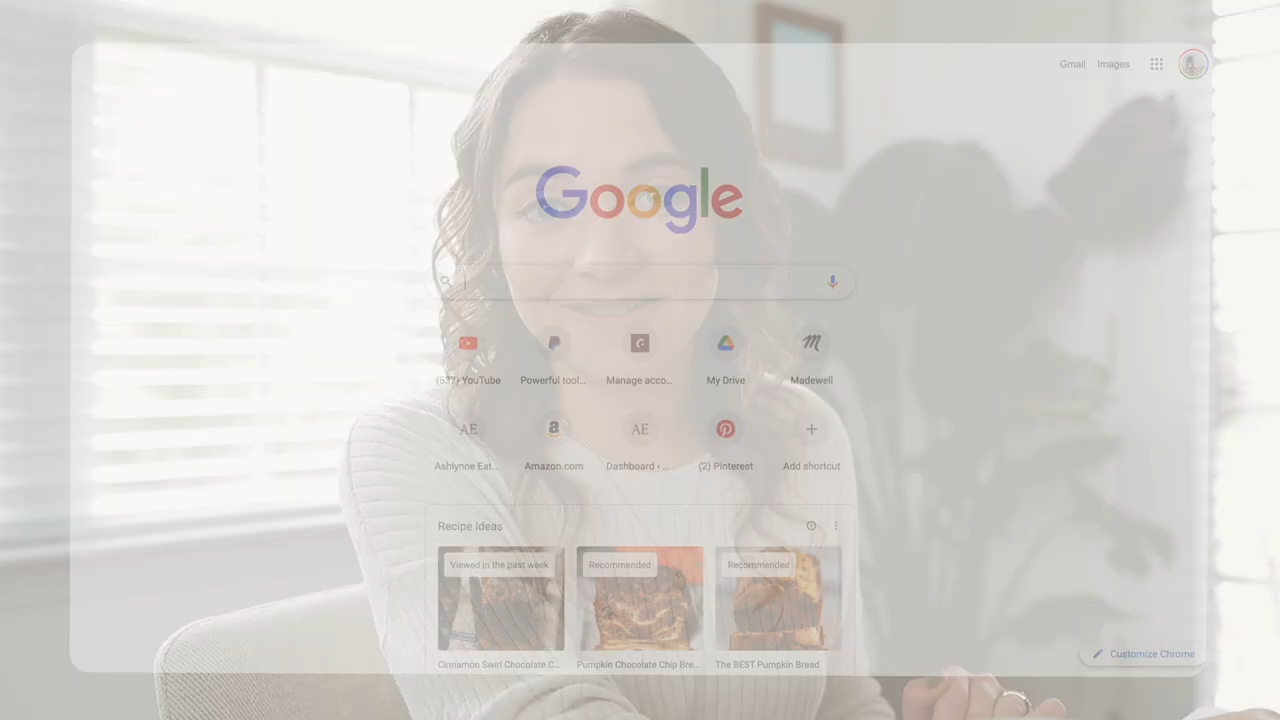 Gmail Images
Google
(537) YouTube
Powerful tool...
Manage acco...
My Drive
Madewell
AE
AE
Ashlynne Eat...
Amazon.com
Dashboard ‹ ...
(2) Pinterest
Add shortcut
Recipe Ideas
Viewed in the past week
Recommended
Recommended
Cinnamon Swirl Chocolate C...
Pumpkin Chocolate Chip Bre...
The BEST Pumpkin Bread
Customize Chrome